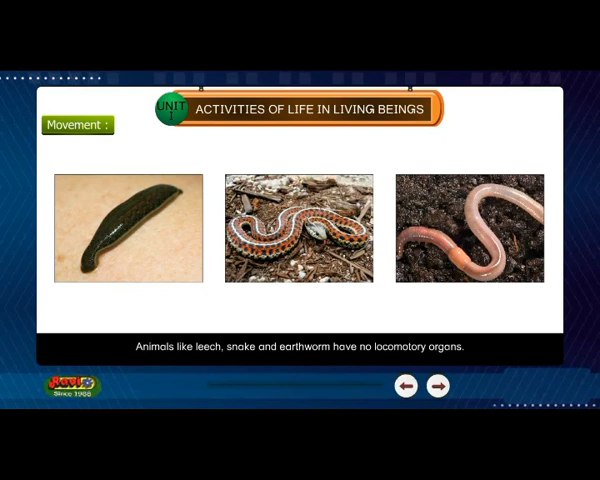 UNIT
I
ACTIVITIES OF LIFE IN LIVING BEINGS
Movement :
Animals like leech, snake and earthworm have no locomotory organs.
Since 1988